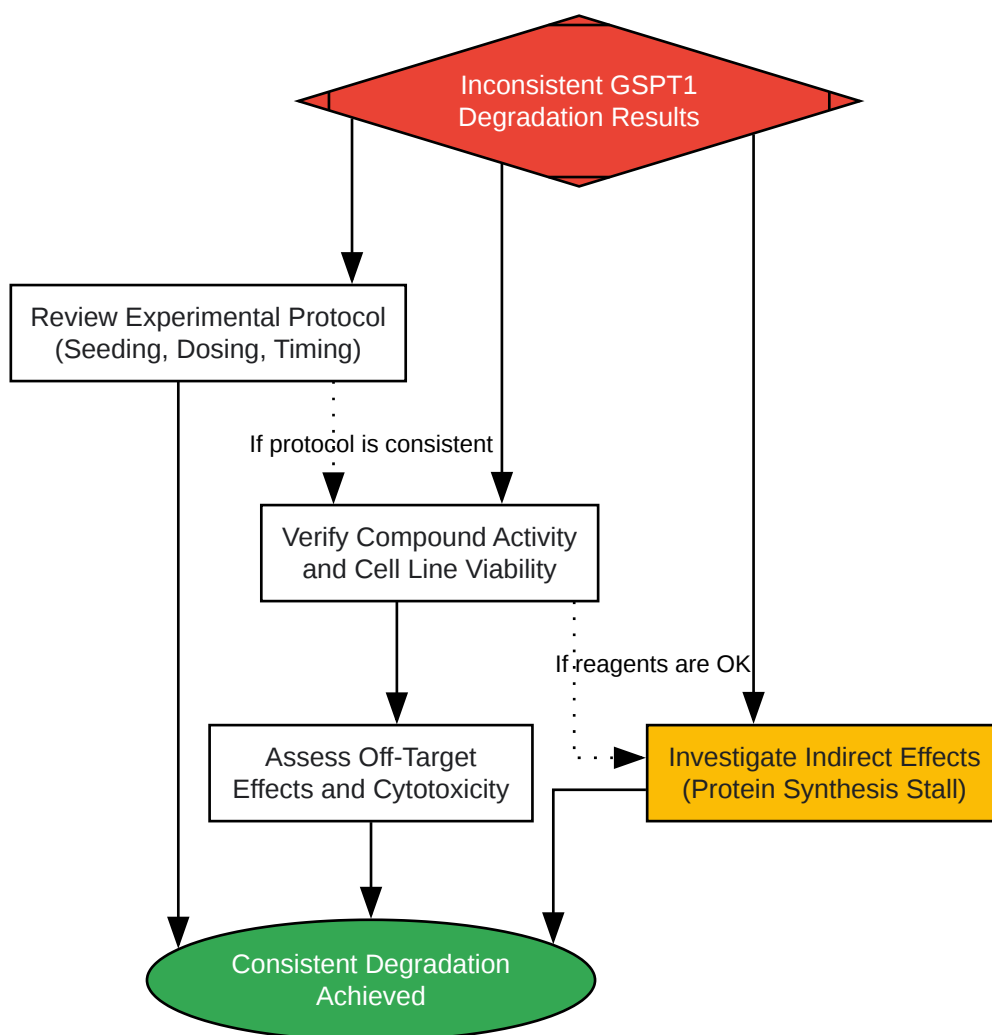 Inconsistent GSPT1
Degradation Results
Review Experimental Protocol
(Seeding, Dosing, Timing)
If protocol is consistent
Verify Compound Activity
and Cell Line Viability
If reagents are OK
Assess Off-Target
Effects and Cytotoxicity
Investigate Indirect Effects
(Protein Synthesis Stall)
Consistent Degradation
Achieved